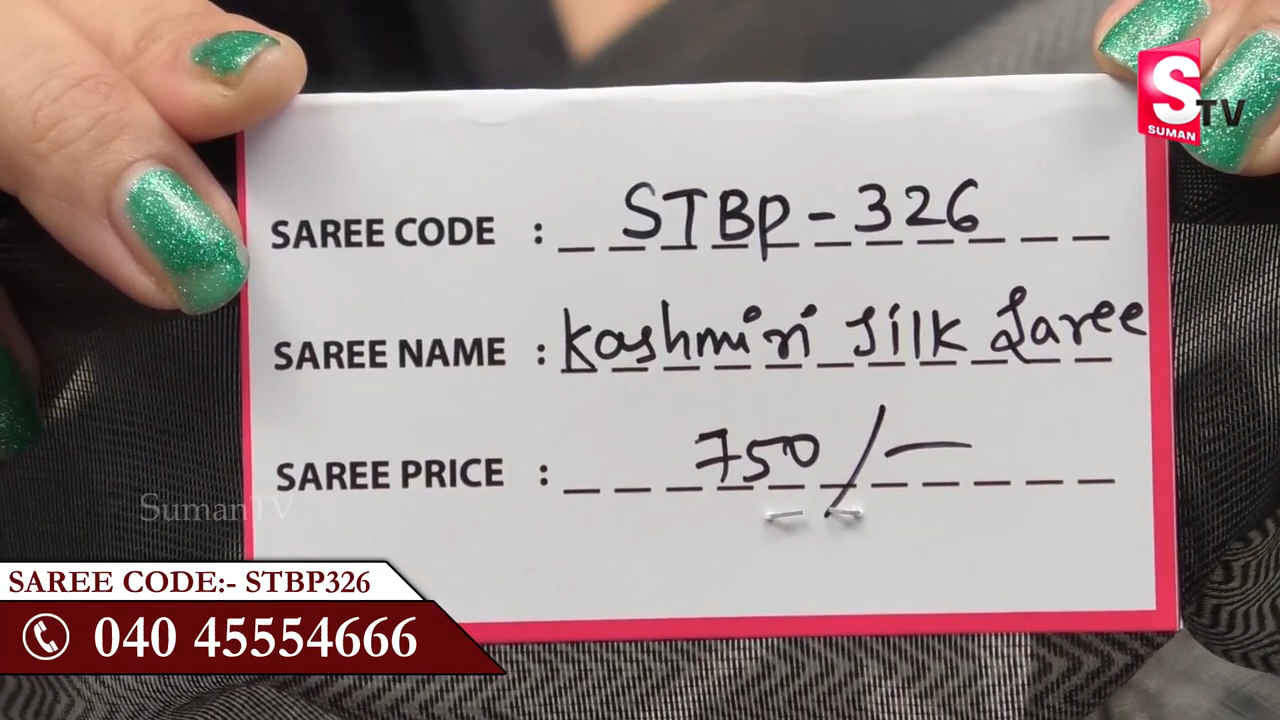 S
TV
SUMAN
SAREE CODE : STBP-326
SAREE NAME : Kashmiri Silk Saree
SAREE PRICE : 750/-
SumanTV
SAREE CODE:- STBP326
040 45554666